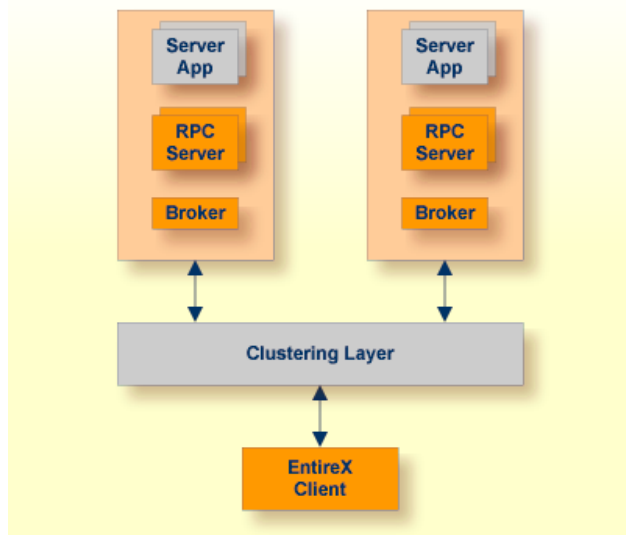 Server
App
RPC
Server
Broker
Server
App
RPC
Server
Broker
Clustering Layer
EntireX
Client